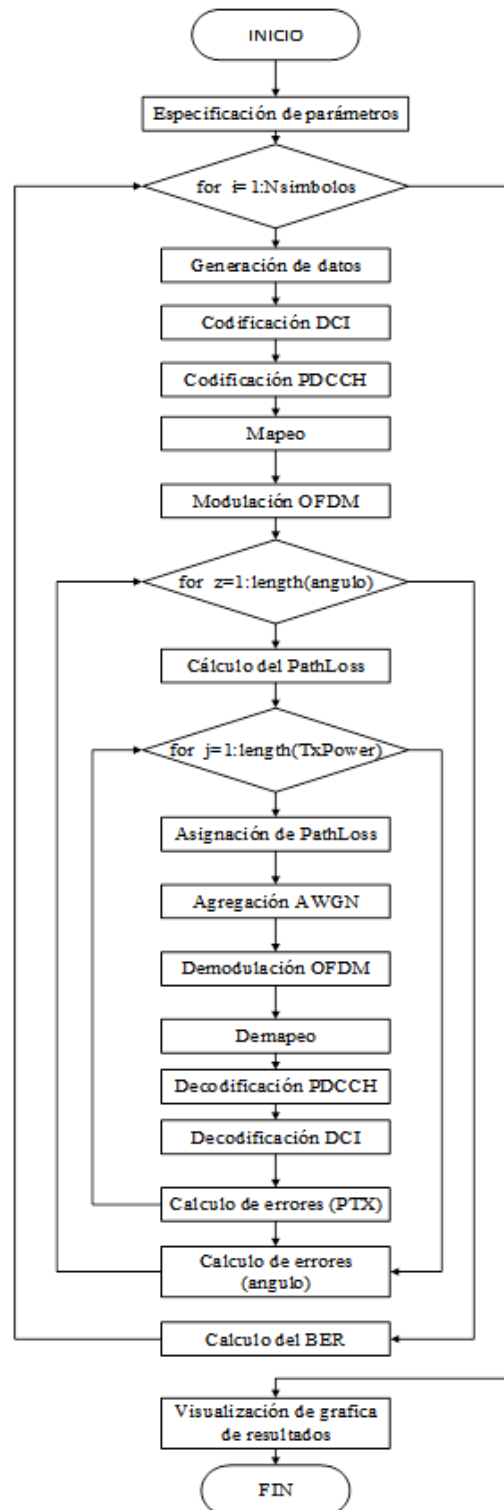 INICIO
Especificación de parámetros
for i=1:Nsimbolos
Generación de datos
Codificación DCI
Codificación PDCCH
Mapeo
Modulación OFDM
for z=1:length(angulo)
Cálculo del PathLoss
for j=1:length(TxPower)
Asignación de PathLoss
Agregación AWGN
Demodulación OFDM
Demapeo
Decodificación PDCCH
Decodificación DCI
Calculo de errores (PTX)
Calculo de errores
(angulo)
Calculo del BER
Visualización de grafica
de resultados
FIN